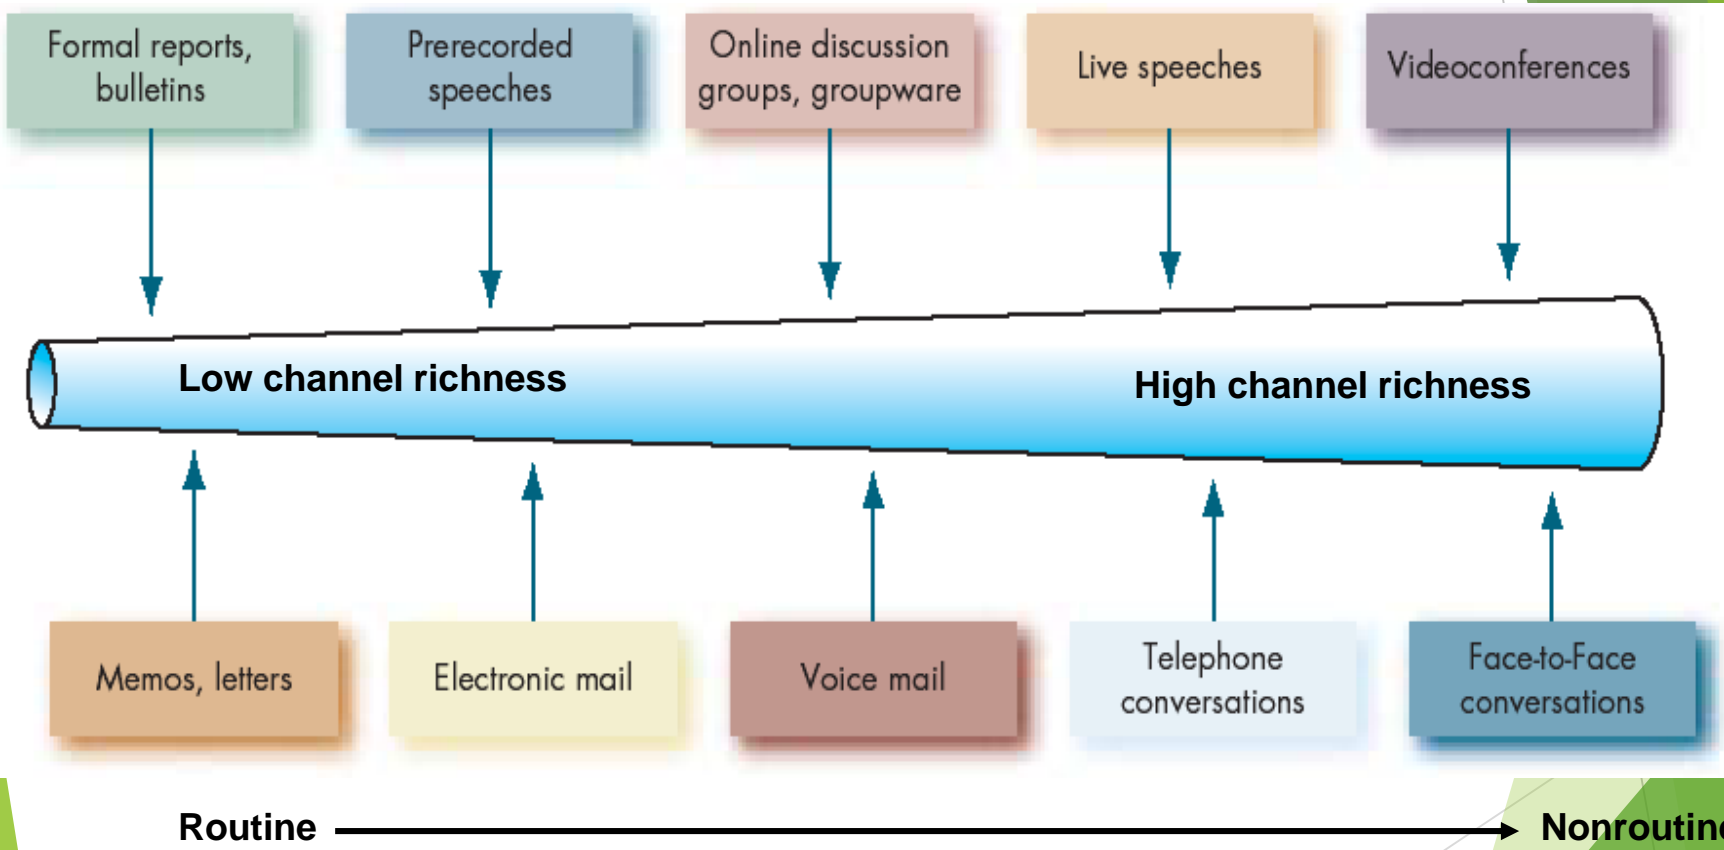 Formal reports,
bulletins
Prerecorded
speeches
Online discussion
groups, groupware
Live speeches
Videoconferences
Low channel richness
High channel richness
Memos, letters
Electronic mail
Voice mail
Telephone
conversations
Face-to-Face
conversations
Routine
Nonroutine